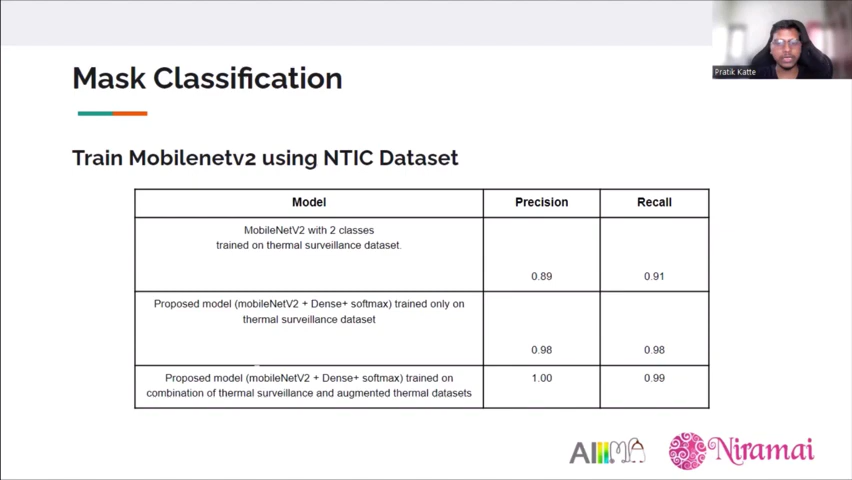 Pratik Katte
Mask Classification
Train Mobilenetv2 using NTIC Dataset
Model Precision Recall
MobileNetV2 with 2 classes
trained on thermal surveillance dataset.
0.89 0.91
Proposed model (mobileNetV2 + Dense+ softmax) trained only on
thermal surveillance dataset
0.98 0.98
Proposed model (mobileNetV2 + Dense+ softmax) trained on 1.00 0.99
combination of thermal surveillance and augmented thermal datasets
Niramai